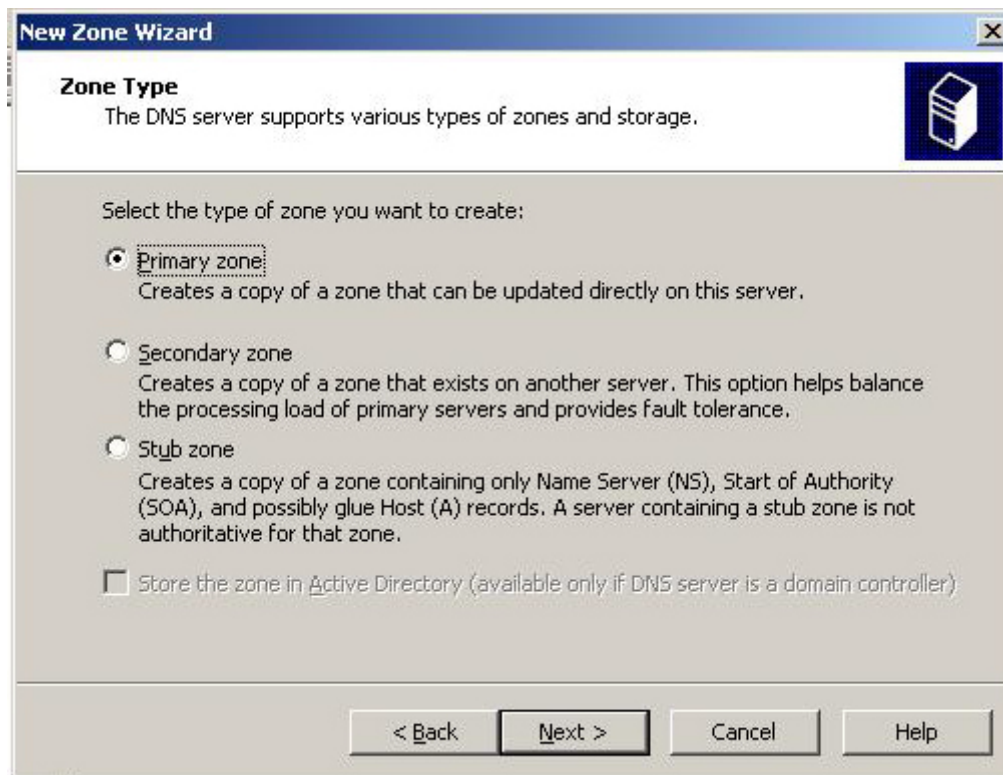 New Zone Wizard
Zone Type
The DNS server supports various types of zones and storage.
Select the type of zone you want to create:
Primary zone
Creates a copy of a zone that can be updated directly on this server.
Secondary zone
Creates a copy of a zone that exists on another server. This option helps balance
the processing load of primary servers and provides fault tolerance.
Stub zone
Creates a copy of a zone containing only Name Server (NS), Start of Authority
(SOA), and possibly glue Host (A) records. A server containing a stub zone is not
authoritative for that zone.
Store the zone in Active Directory (available only if DNS server is a domain controller)
< Back Next > Cancel Help